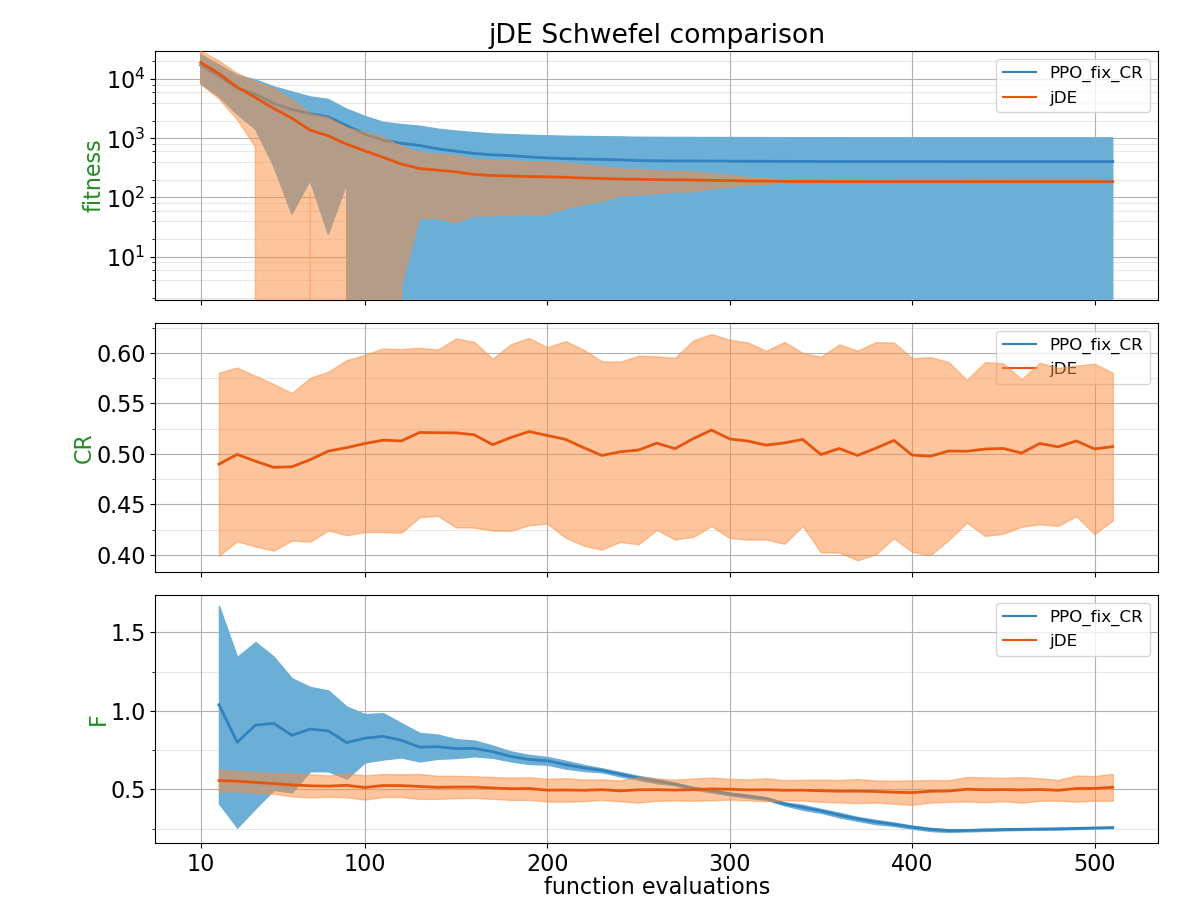 jDE Schwefel comparison
fitness
10⁴
10³
10²
10¹
PPO_fix_CR
jDE
CR
0.60
0.55
0.50
0.45
0.40
PPO_fix_CR
jDE
F
1.5
1.0
0.5
PPO_fix_CR
jDE
10 100 200 300 400 500
function evaluations